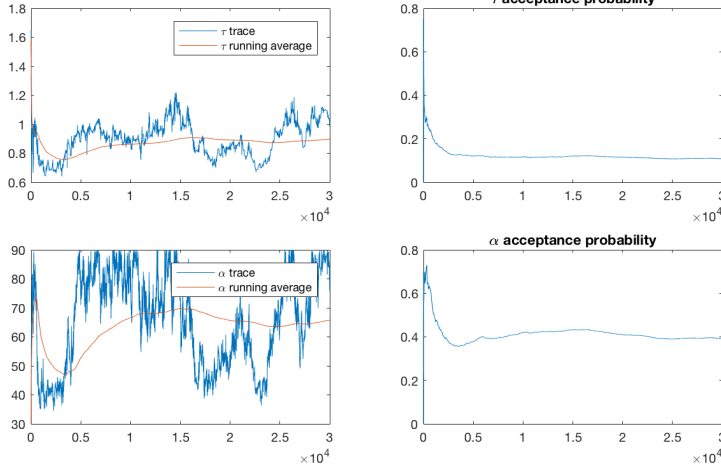 acceptance probability
1.8
1.6
1.4
1.2
1
0.8
0.6
τ trace
τ running average
0 0.5 1 1.5 2 2.5 3
×10⁴
0.8
0.6
0.4
0.2
0
0 0.5 1 1.5 2 2.5 3
×10⁴
90
80
70
60
50
40
30
α trace
α running average
0 0.5 1 1.5 2 2.5 3
×10⁴
α acceptance probability
0.8
0.6
0.4
0.2
0
0 0.5 1 1.5 2 2.5 3
×10⁴